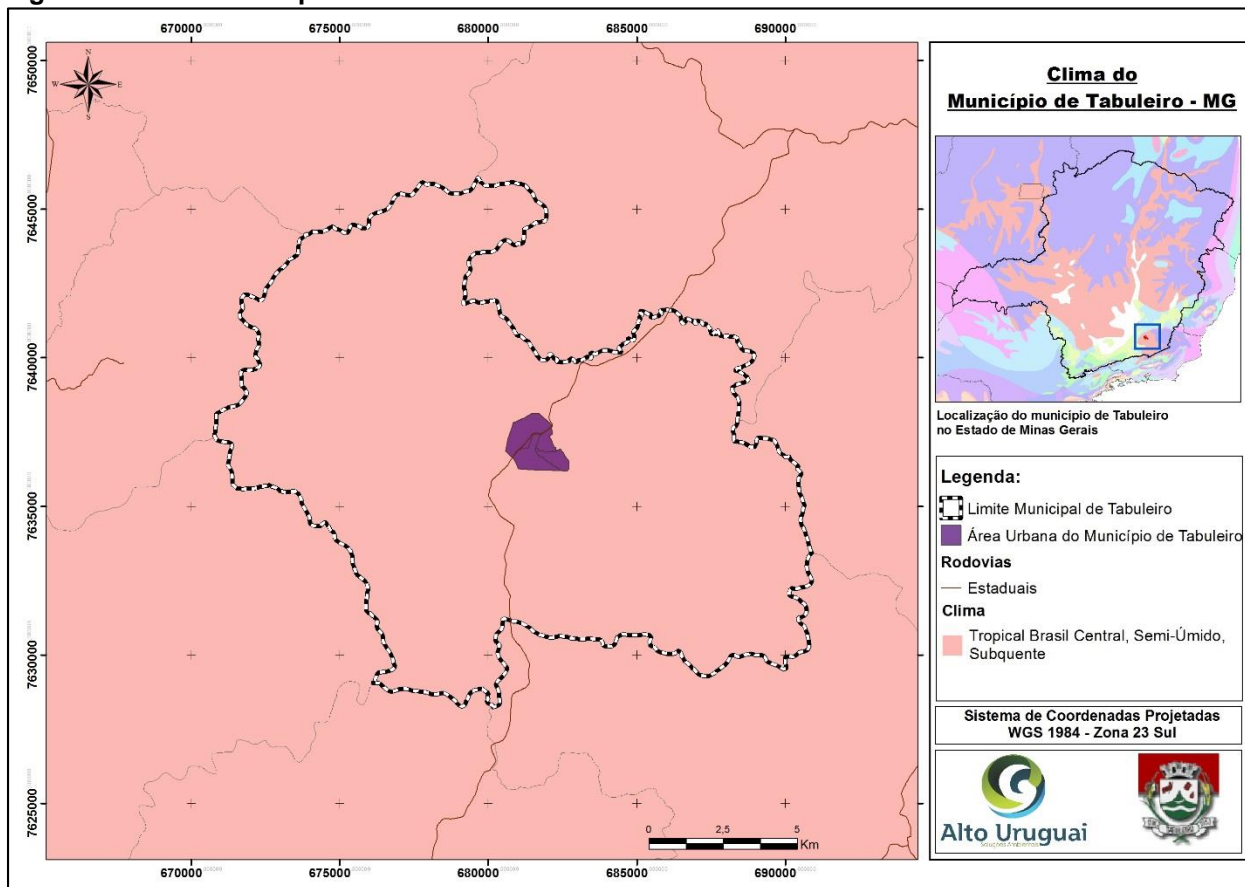 670000 675000 680000 685000 690000
7650000
7645000
7640000
7635000
7630000
7625000
N
W E
S
0 2,5 5
Km
670000 675000 680000 685000 690000
Clima do
Município de Tabuleiro - MG
Localização do município de Tabuleiro
no Estado de Minas Gerais
Legenda:
Limite Municipal de Tabuleiro
Área Urbana do Município de Tabuleiro
Rodovias
Estaduais
Clima
Tropical Brasil Central, Semi-Úmido,
Subquente
Sistema de Coordenadas Projetadas
WGS 1984 - Zona 23 Sul
Alto Uruguai
Soluções Ambientais